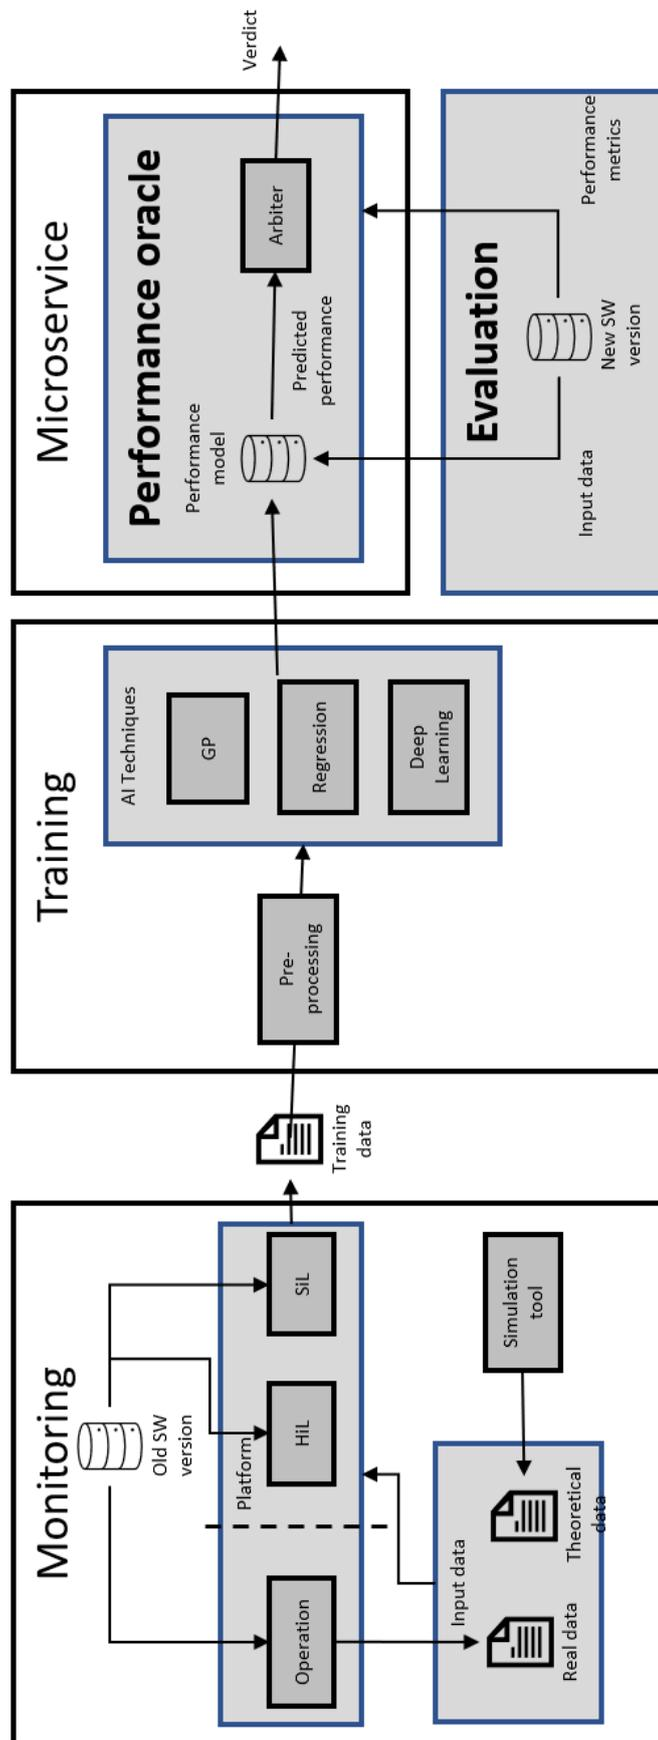 Monitoring
Old SW
version
Platform
Operation
HiL
SiL
Input data
Real data
Theoretical
data
Simulation
tool
Training
data
Training
Pre-
processing
AI Techniques
GP
Regression
Deep
Learning
Microservice
Performance oracle
Performance
model
Predicted
performance
Arbiter
Verdict
Evaluation
Input data
New SW
version
Performance
metrics